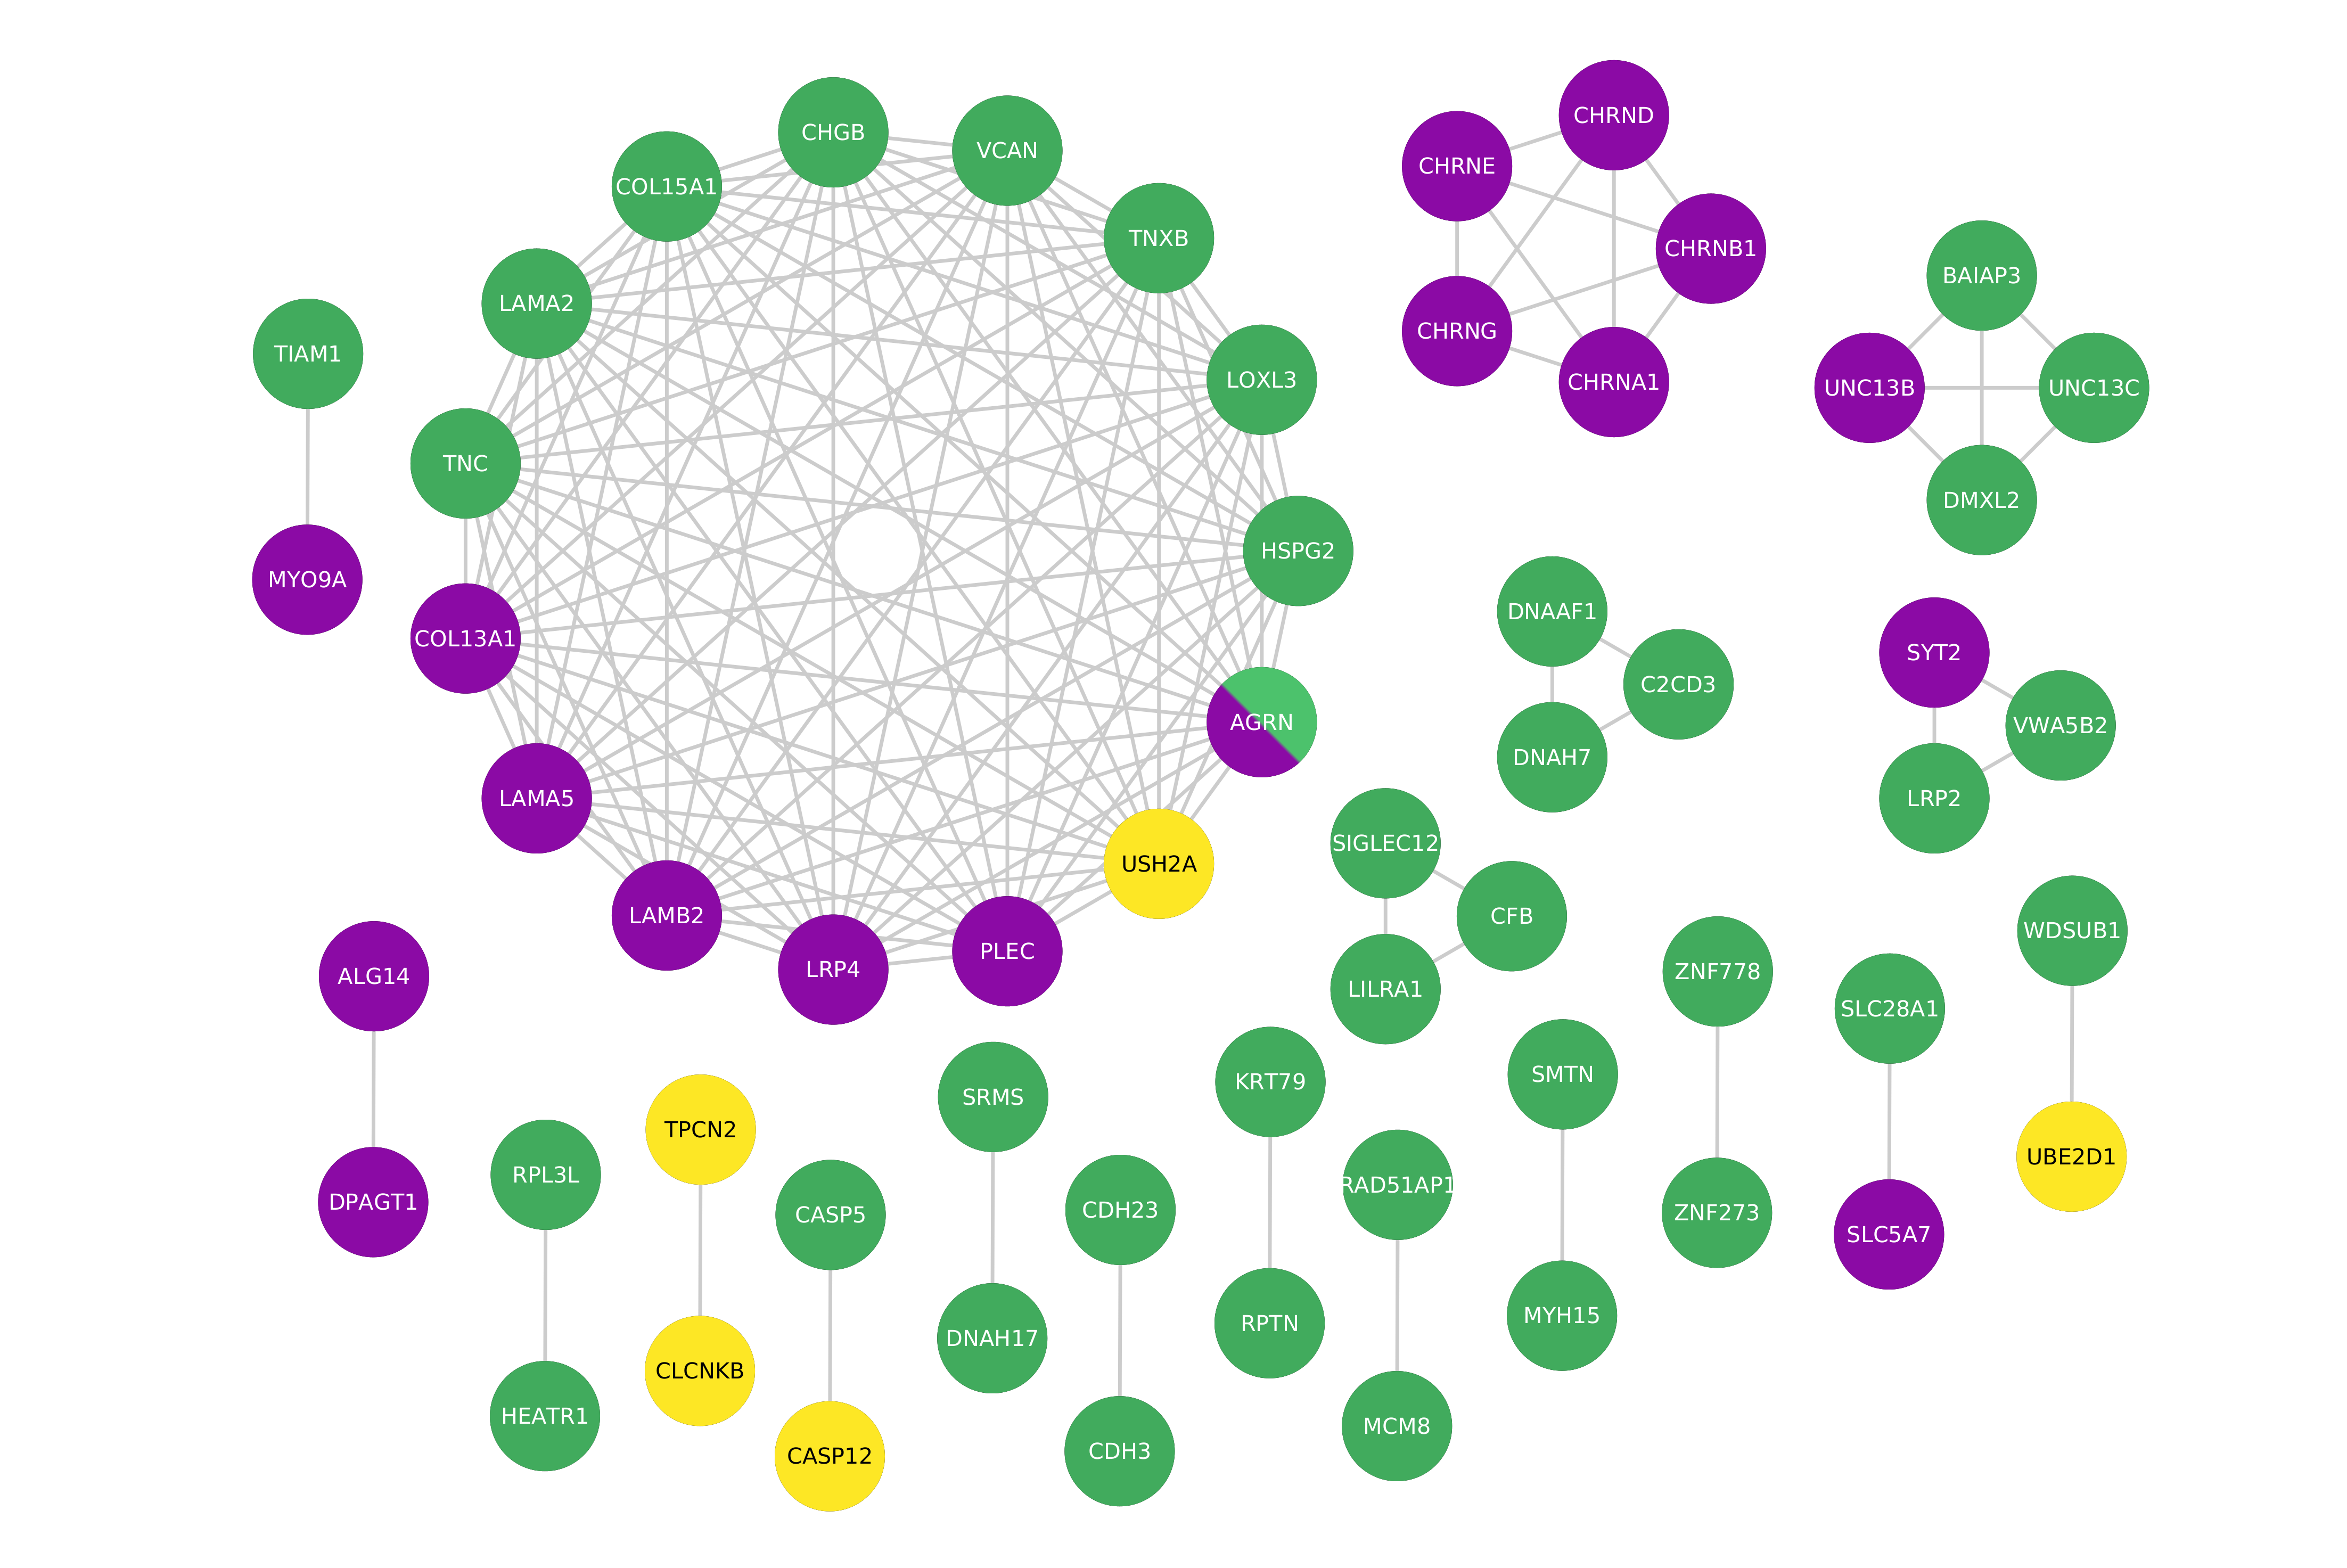 CHRND
CHGB
VCAN
CHRNE
COL15A1
TNXB
CHRNB1
BAIAP3
LAMA2
CHRNG
TIAM1
LOXL3
CHRNA1
UNC13B
UNC13C
TNC
DMXL2
HSPG2
MYO9A
DNAAF1
COL13A1
SYT2
C2CD3
AGRN
VWA5B2
DNAH7
LAMA5
LRP2
SIGLEC12
USH2A
LAMB2
CFB
WDSUB1
PLEC
LRP4
ZNF778
ALG14
LILRA1
SLC28A1
SMTN
KRT79
SRMS
TPCN2
UBE2D1
RPL3L
RAD51AP1
DPAGT1
CDH23
ZNF273
CASP5
SLC5A7
MYH15
RPTN
DNAH17
CLCNKB
HEATR1
MCM8
CDH3
CASP12